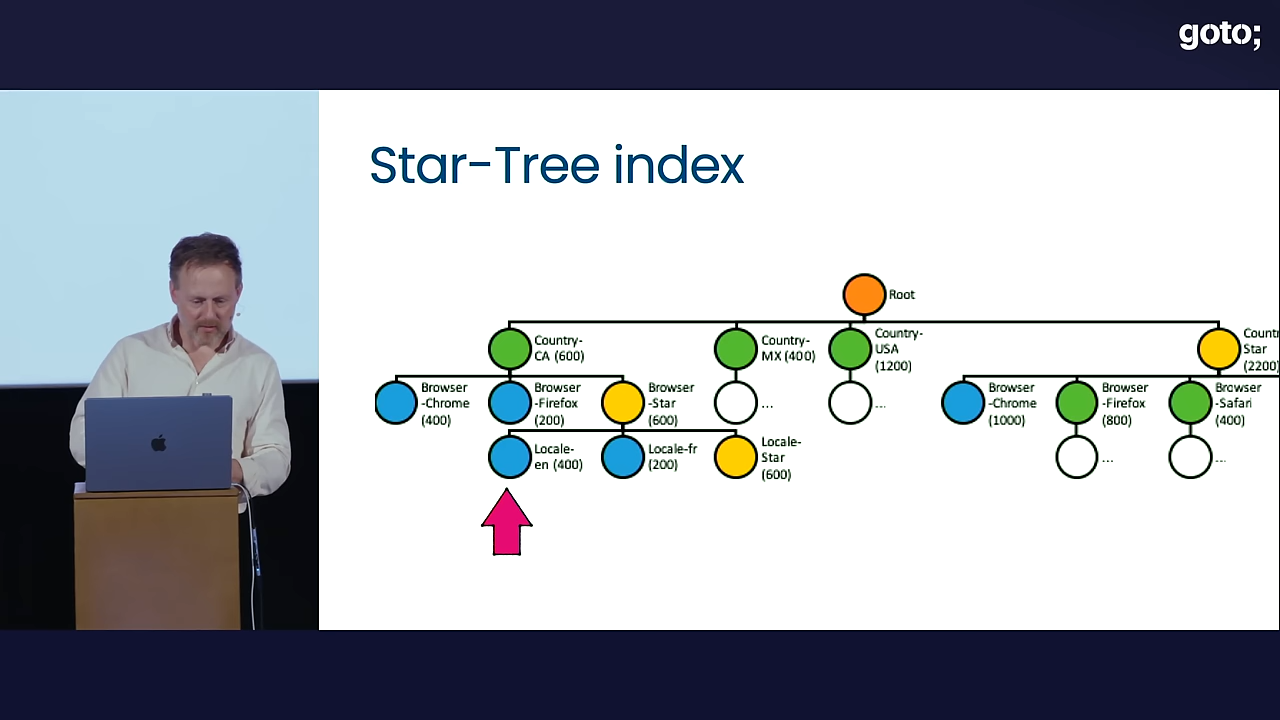 goto;
Star-Tree index
Root
Country-
CA (600)
Country-
MX (400)
Country-
USA
(1200)
Star
(2200)
Browser
-Chrome
(400)
Browser
-Firefox
(200)
Browser
-Star
(600)
...
...
Browser
-Chrome
(1000)
Browser
-Firefox
(800)
Browser
-Safari
(400)
Locale-
en (400)
Locale-fr
(200)
Locale-
Star
(600)
...
...